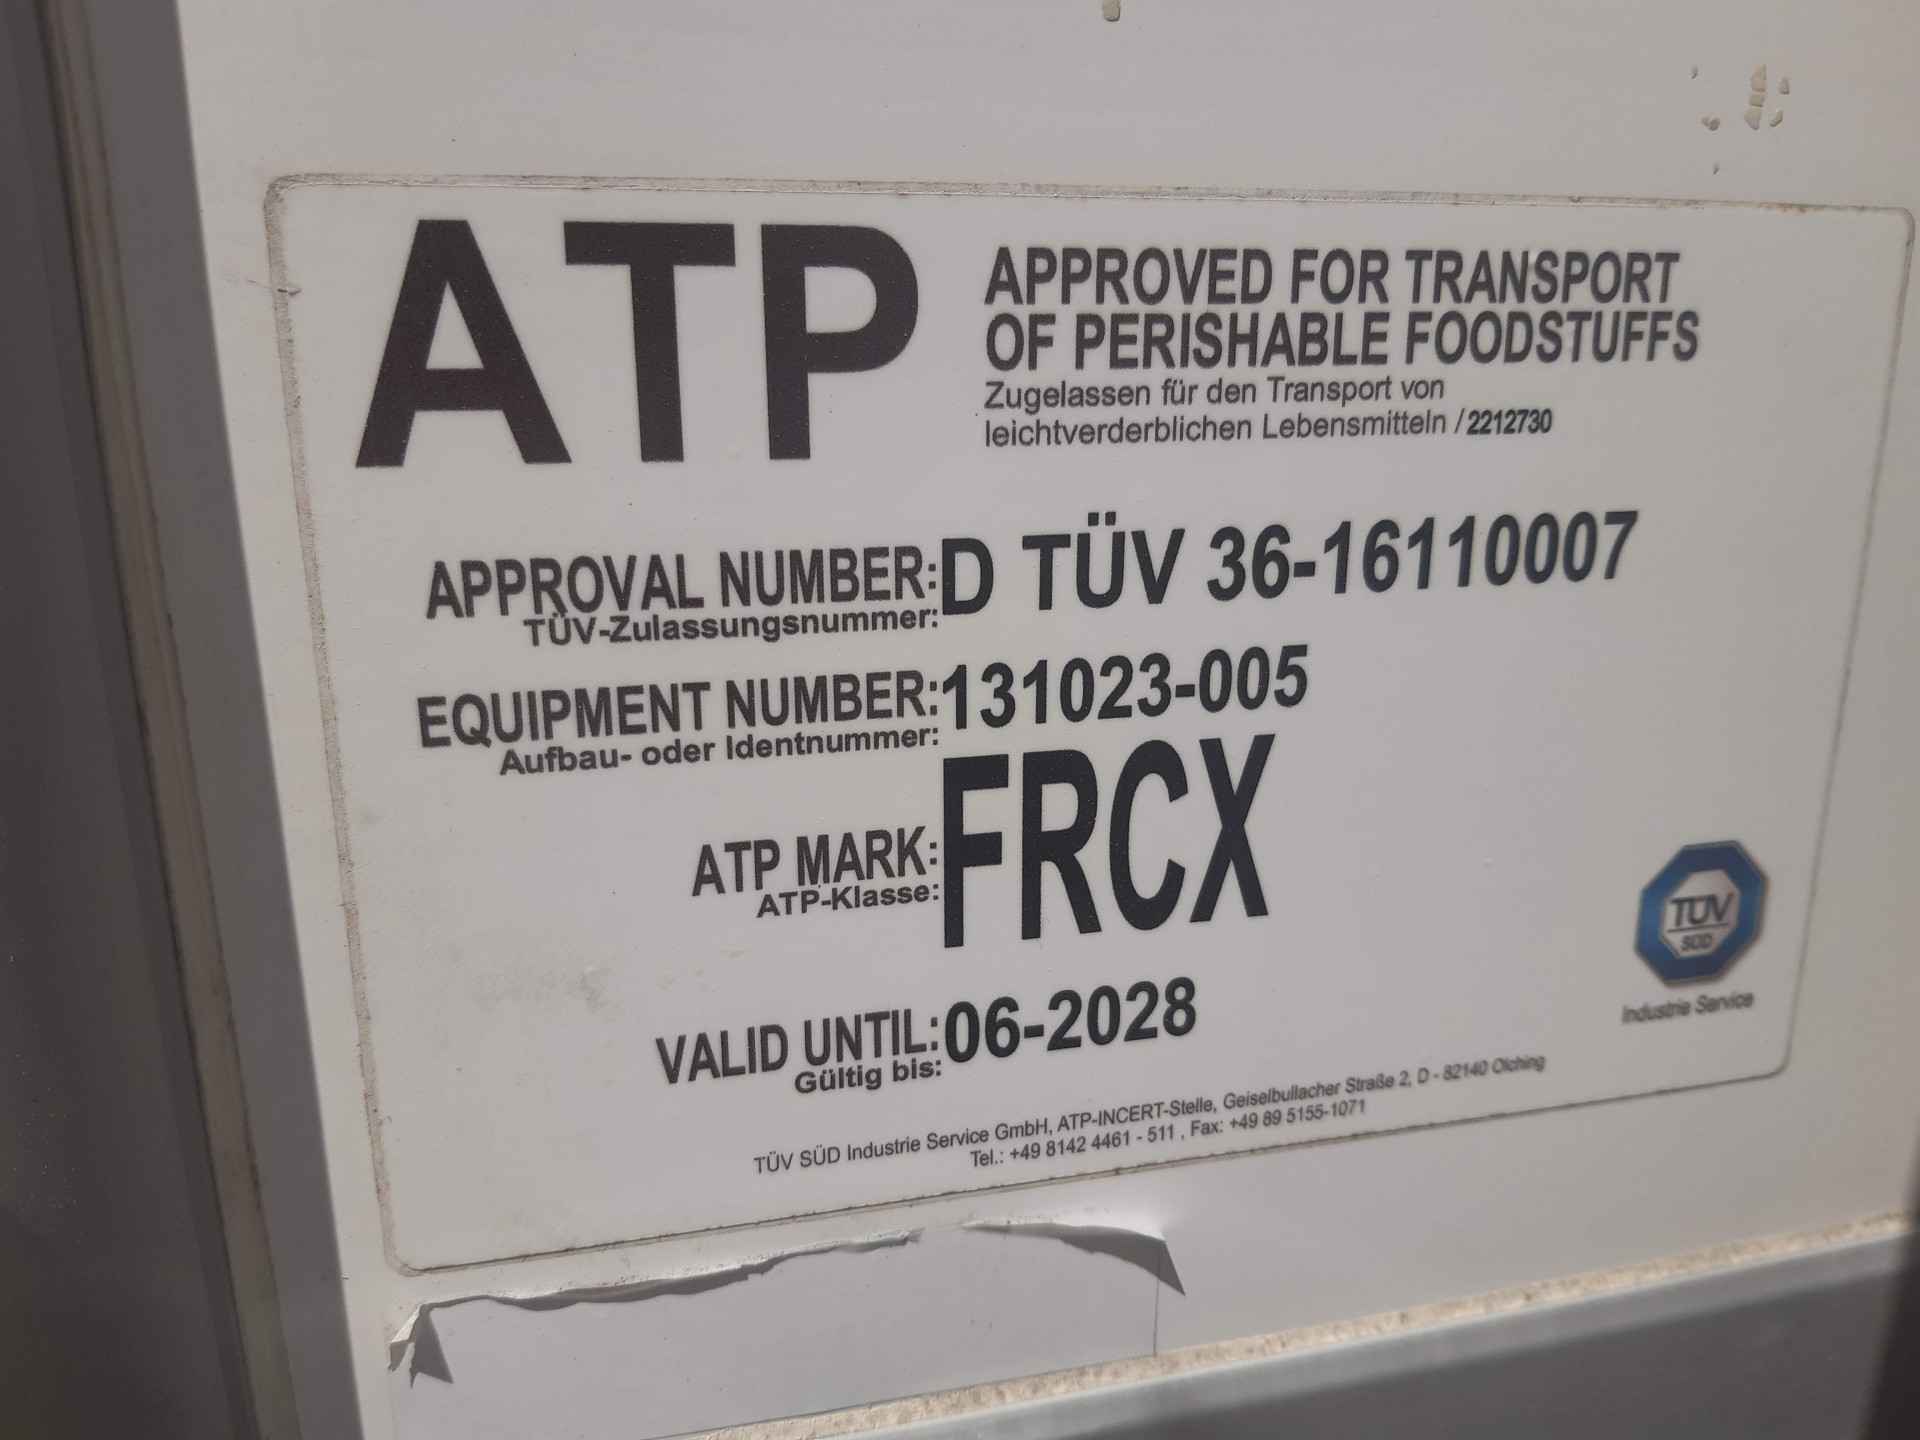 ATP
APPROVED FOR TRANSPORT
OF PERISHABLE FOODSTUFFS
Zugelassen für den Transport von
leichtverderblichen Lebensmitteln / 2212730
APPROVAL NUMBER: D TÜV 36-16110007
TÜV-Zulassungsnummer:
EQUIPMENT NUMBER: 131023-005
Aufbau- oder Identnummer:
ATP MARK: FRCX
ATP-Klasse:
VALID UNTIL: 06-2028
Gültig bis:
TÜV
SÜD
Industrie Service
TÜV SÜD Industrie Service GmbH, ATP-INCERT-Stelle, Geiselbullacher Straße 2, D - 82140 Olching
Tel.: +49 8142 4461 - 511 , Fax: +49 89 5155-1071